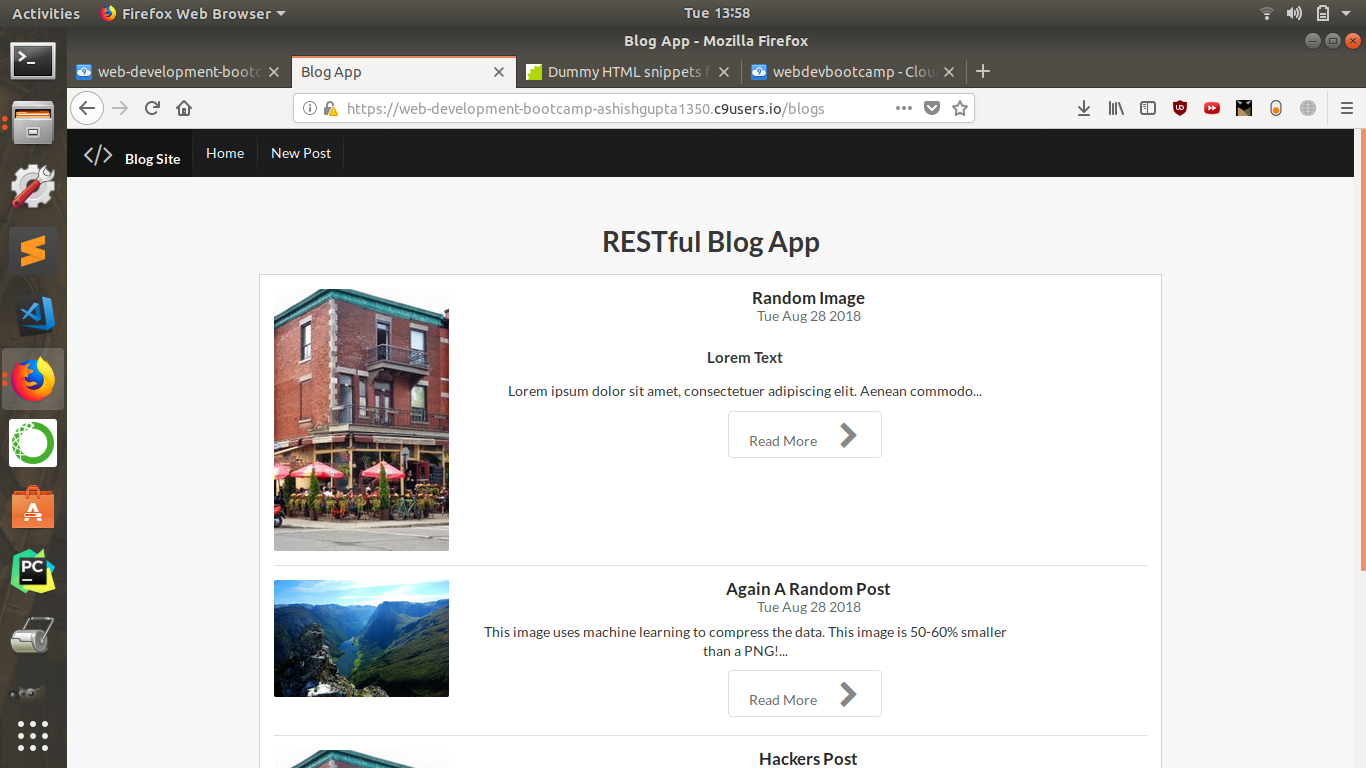 Activities Firefox Web Browser Tue 13:58
Blog App - Mozilla Firefox
web-development-bootc Blog App Dummy HTML snippets f webdevbootcamp - Clou
https://web-development-bootcamp-ashishgupta1350.c9users.io/blogs
</> Blog Site Home New Post
RESTful Blog App
Random Image
Tue Aug 28 2018
Lorem Text
Lorem ipsum dolor sit amet, consectetuer adipiscing elit. Aenean commodo...
Read More
Again A Random Post
Tue Aug 28 2018
This image uses machine learning to compress the data. This image is 50-60% smaller
than a PNG!...
Read More
Hackers Post